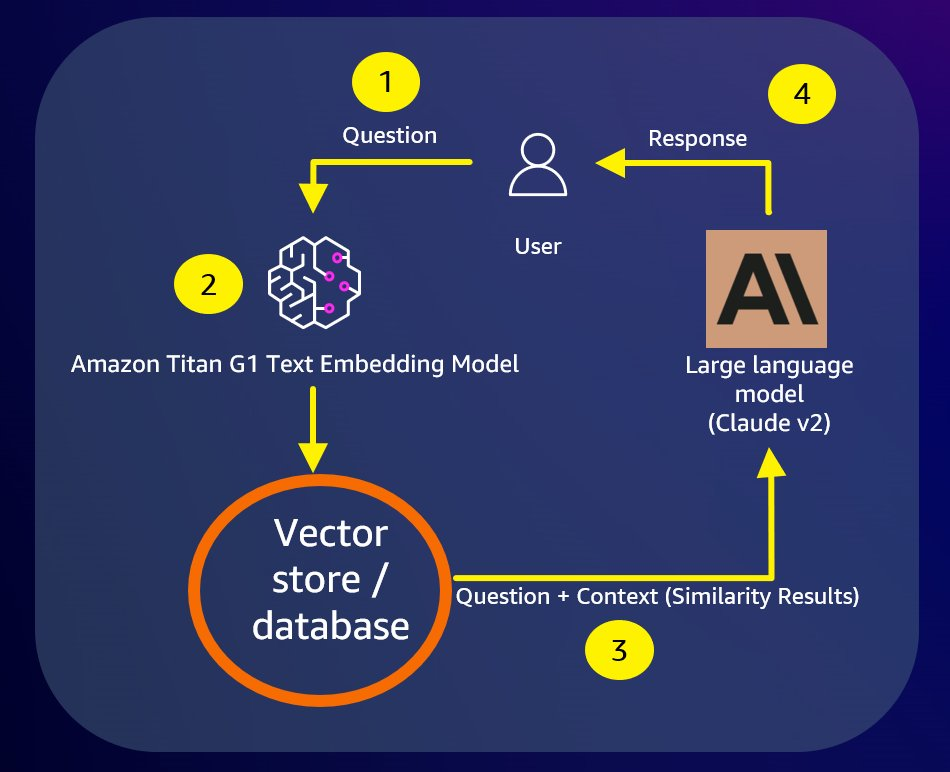 1
Question
4
Response
User
2
Amazon Titan G1 Text Embedding Model
AI
Large language
model
(Claude v2)
Vector
store /
database
Question + Context (Similarity Results)
3